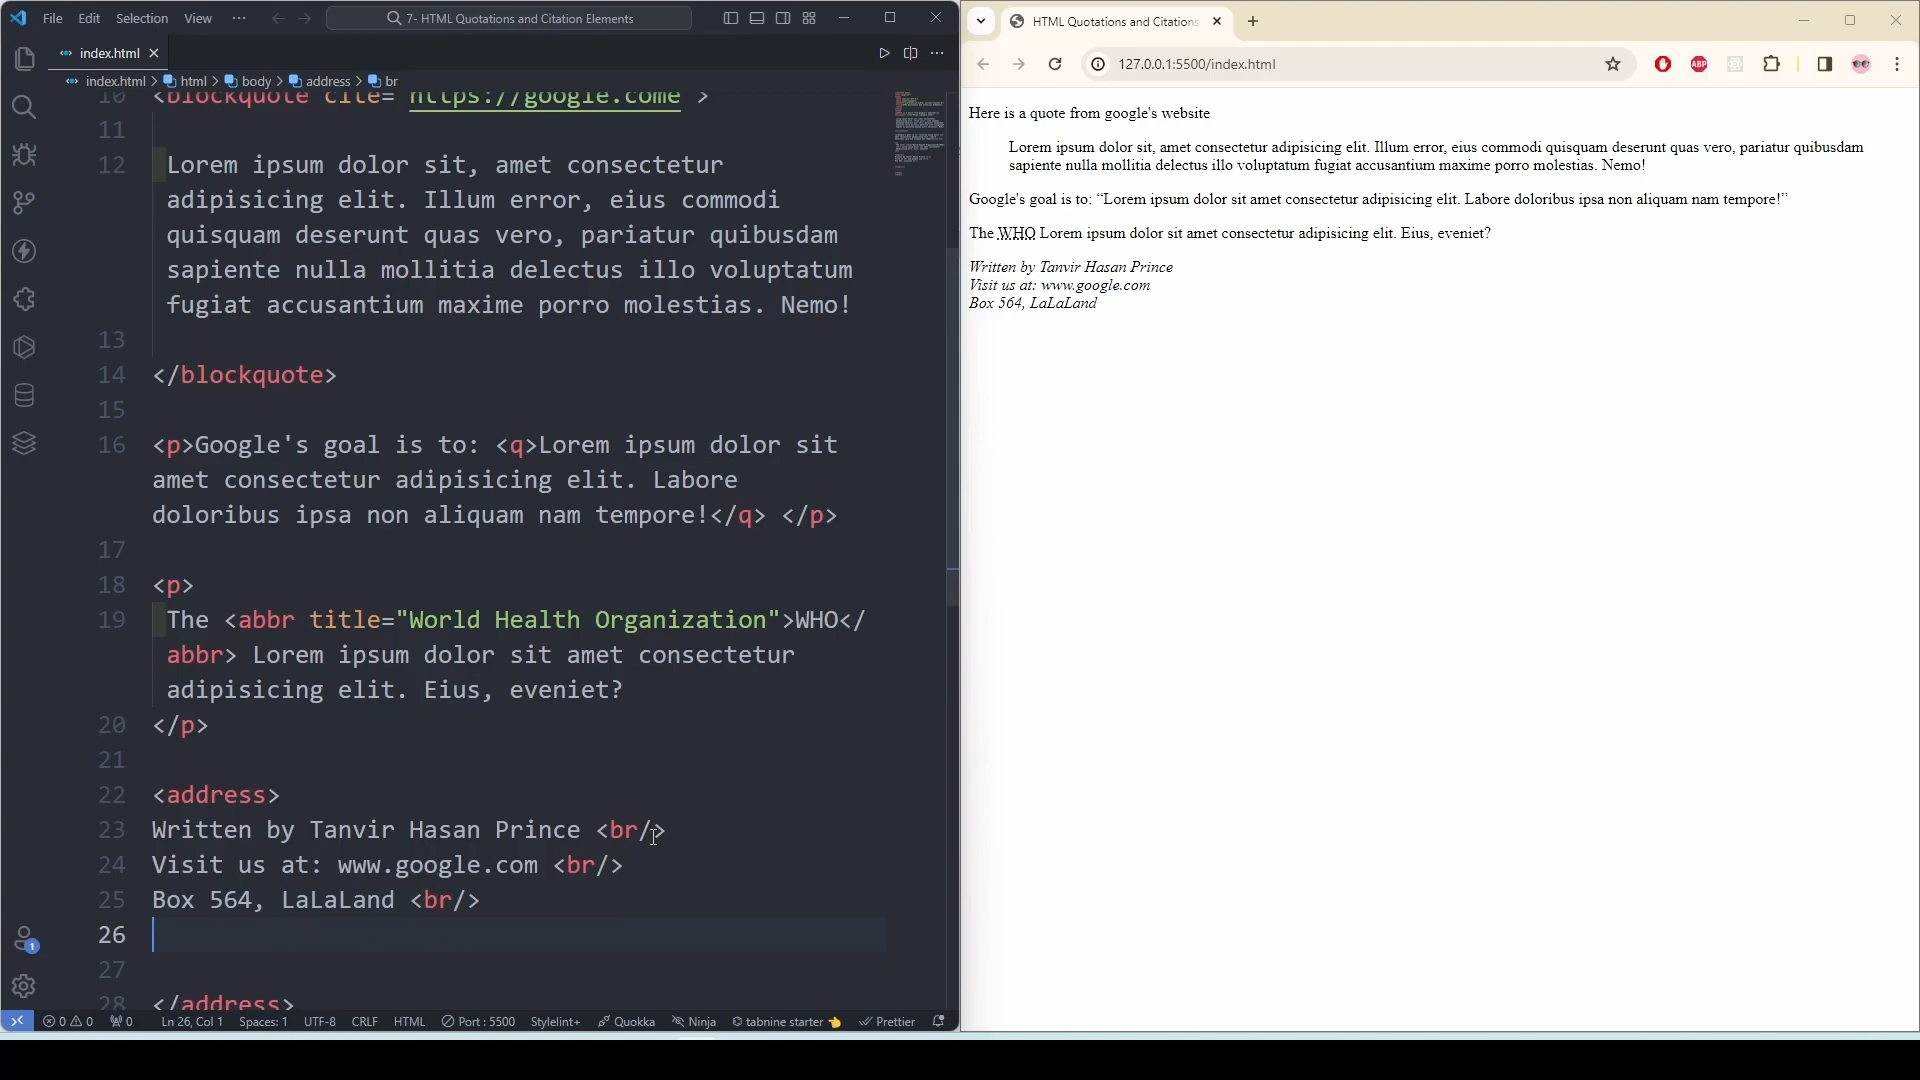 File Edit Selection View ··· 7- HTML Quotations and Citation Elements
index.html
index.html > html > body > address > br
10 <blockquote cite="https://google.come">
11
12 Lorem ipsum dolor sit, amet consectetur
adipisicing elit. Illum error, eius commodi
quisquam deserunt quas vero, pariatur quibusdam
sapiente nulla mollitia delectus illo voluptatum
fugiat accusantium maxime porro molestias. Nemo!
13
14 </blockquote>
15
16 <p>Google's goal is to: <q>Lorem ipsum dolor sit
amet consectetur adipisicing elit. Labore
doloribus ipsa non aliquam nam tempore!</q> </p>
17
18 <p>
19 The <abbr title="World Health Organization">WHO</
abbr> Lorem ipsum dolor sit amet consectetur
adipisicing elit. Eius, eveniet?
20 </p>
21
22 <address>
23 Written by Tanvir Hasan Prince <br/>
24 Visit us at: www.google.com <br/>
25 Box 564, LaLaLand <br/>
26
27
28 </address>
1
0 0 0 Ln 26, Col 1 Spaces: 1 UTF-8 CRLF HTML Port : 5500 Stylelint+ Quokka Ninja tabnine starter Prettier
HTML Quotations and Citations
127.0.0.1:5500/index.html ABP
Here is a quote from google's website
Lorem ipsum dolor sit, amet consectetur adipisicing elit. Illum error, eius commodi quisquam deserunt quas vero, pariatur quibusdam
sapiente nulla mollitia delectus illo voluptatum fugiat accusantium maxime porro molestias. Nemo!
Google's goal is to: “Lorem ipsum dolor sit amet consectetur adipisicing elit. Labore doloribus ipsa non aliquam nam tempore!”
The WHO Lorem ipsum dolor sit amet consectetur adipisicing elit. Eius, eveniet?
Written by Tanvir Hasan Prince
Visit us at: www.google.com
Box 564, LaLaLand